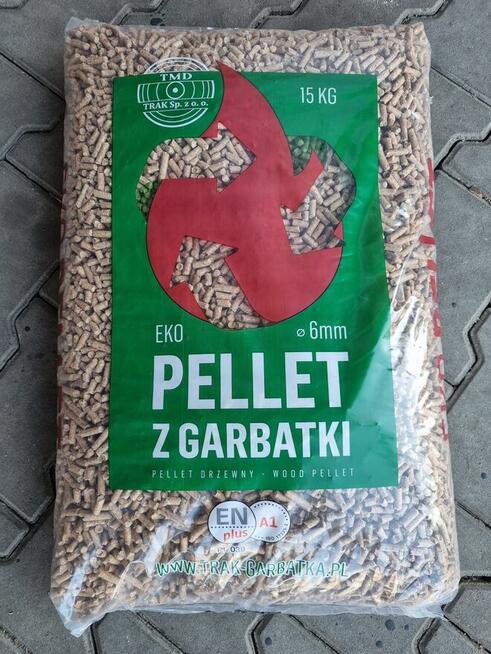 TMD
TRAK Sp. z o. o.
15 KG
EKO
ø 6mm
PELLET
Z GARBATKI
PELLET DRZEWNY - WOOD PELLET
EN
plus
A1
WWW.TRAK-GARBATKA.PL